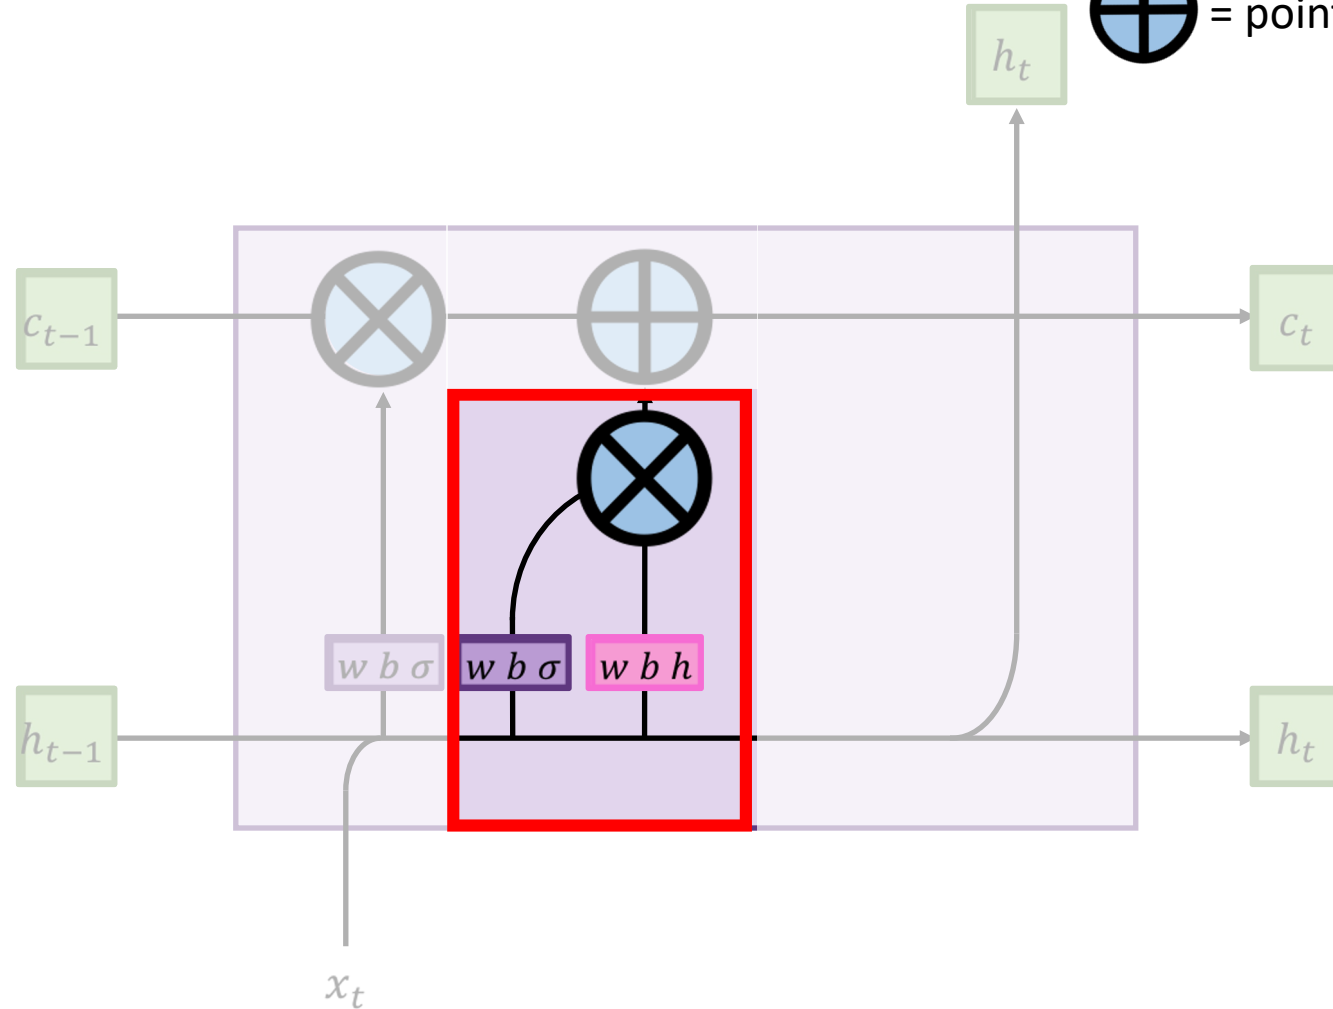 = poin
h_t
c_{t-1}
c_t
w b σ
w b σ
w b h
h_{t-1}
h_t
x_t